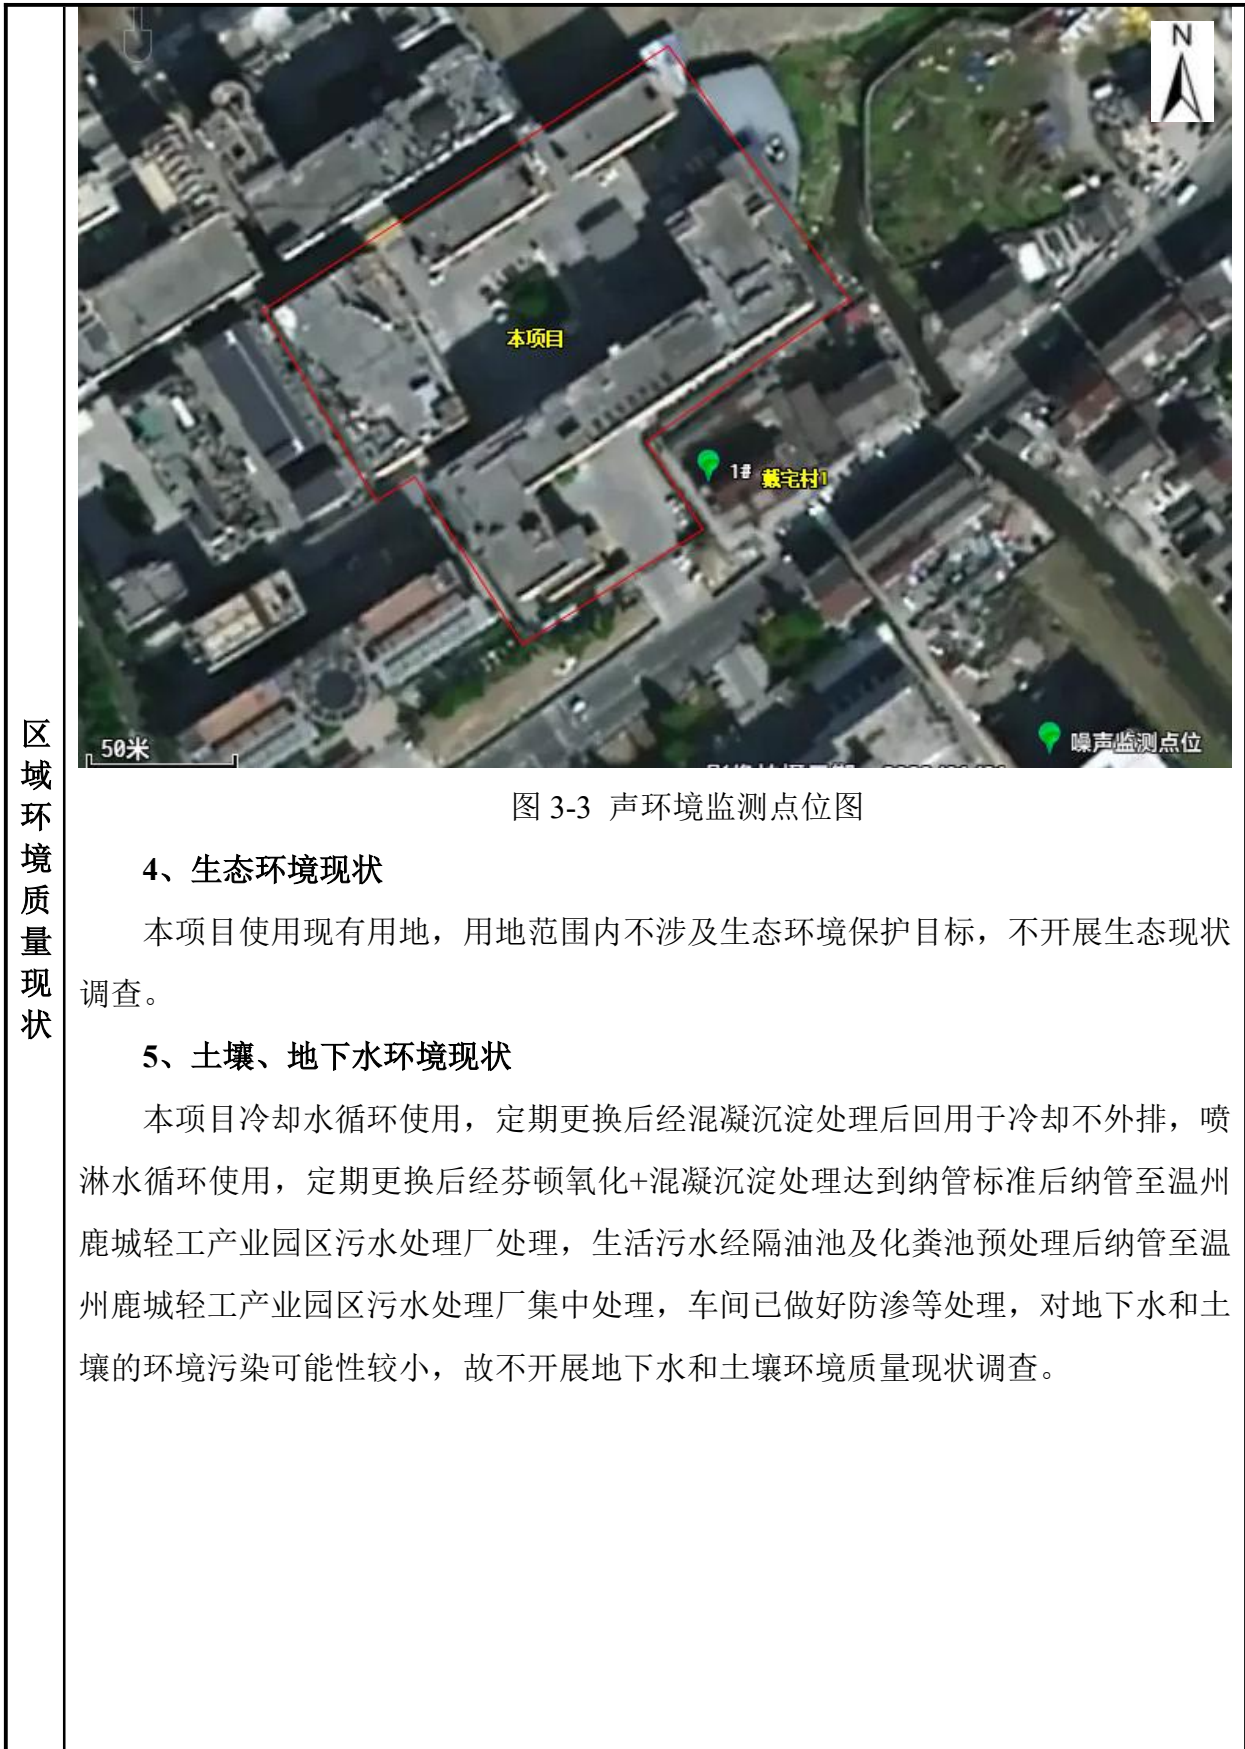 N
本项目
1# 戴宅村1
50米
噪声监测点位
图 3-3 声环境监测点位图
区域环境质量现状
4、生态环境现状
本项目使用现有用地，用地范围内不涉及生态环境保护目标，不开展生态现状
调查。
5、土壤、地下水环境现状
本项目冷却水循环使用，定期更换后经混凝沉淀处理后回用于冷却不外排，喷
淋水循环使用，定期更换后经芬顿氧化+混凝沉淀处理达到纳管标准后纳管至温州
鹿城轻工产业园区污水处理厂处理，生活污水经隔油池及化粪池预处理后纳管至温
州鹿城轻工产业园区污水处理厂集中处理，车间已做好防渗等处理，对地下水和土
壤的环境污染可能性较小，故不开展地下水和土壤环境质量现状调查。